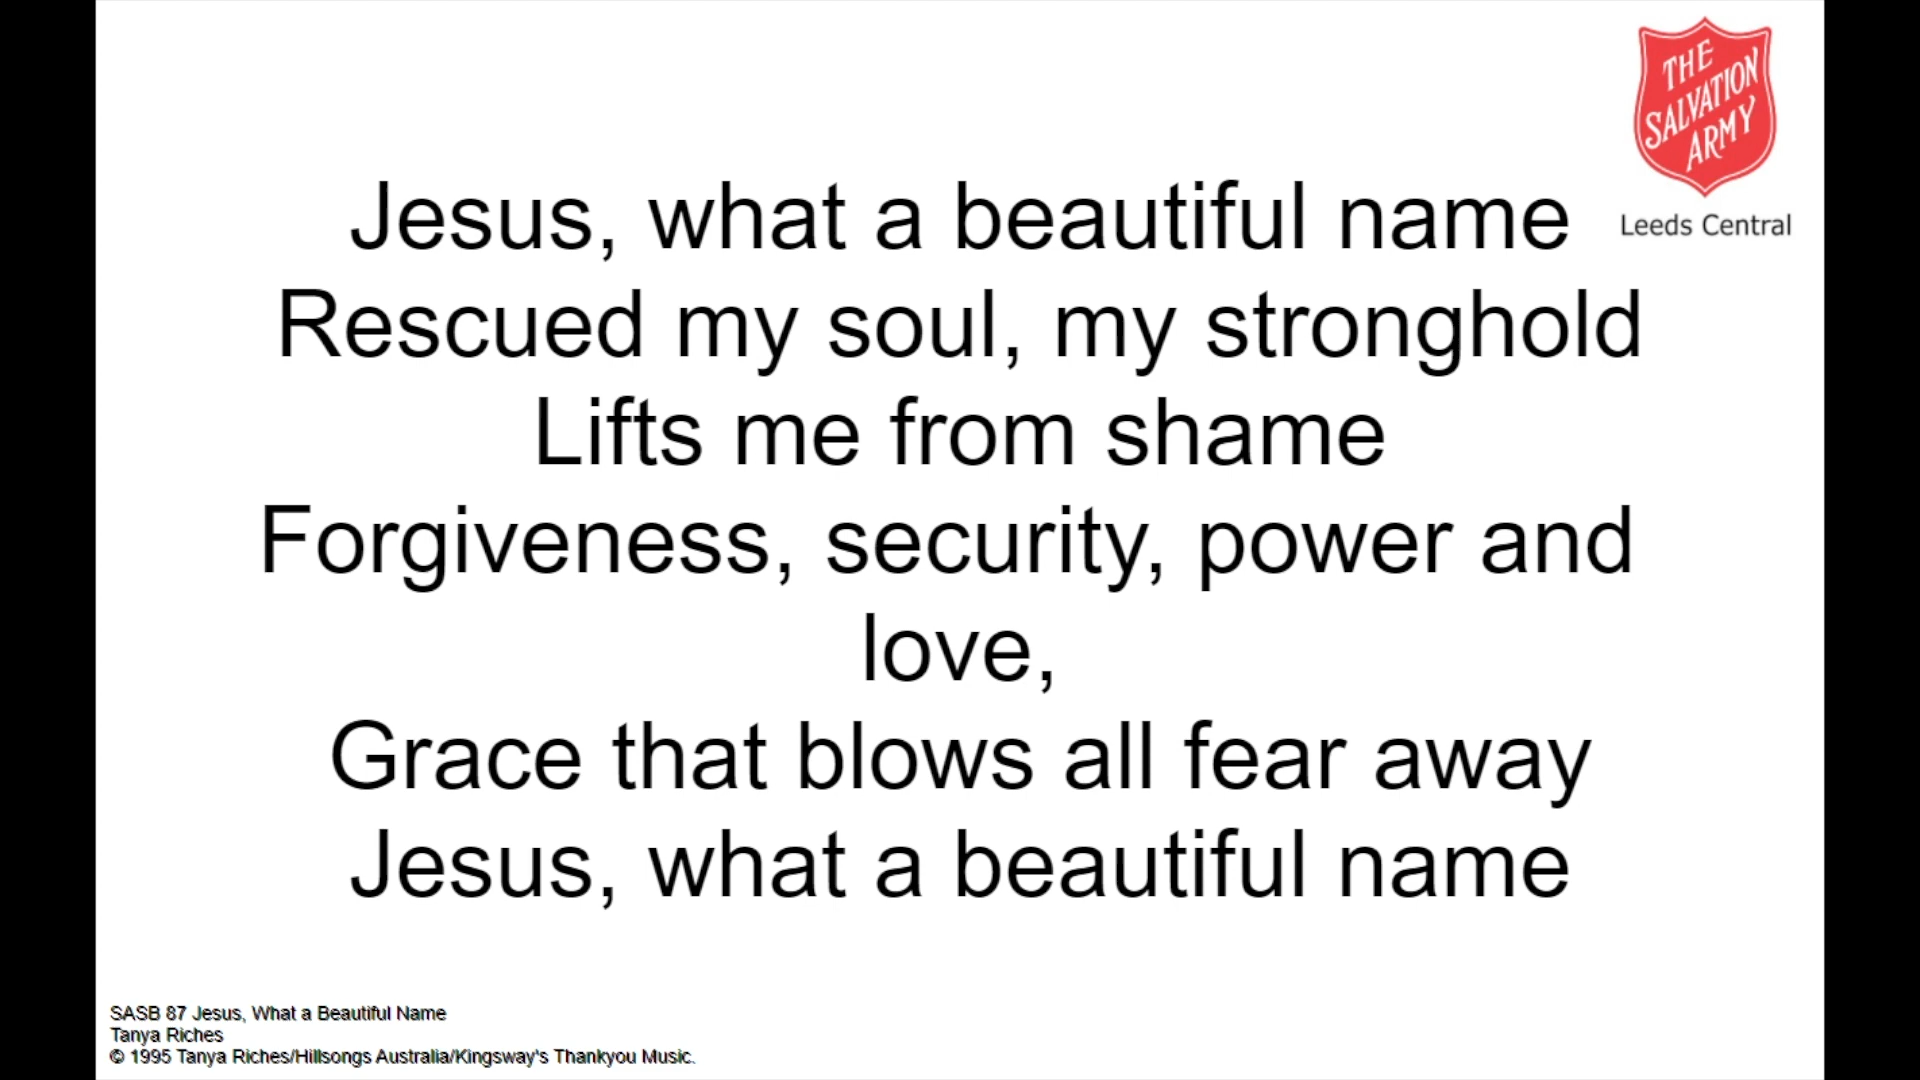 THE
SALVATION
ARMY
Leeds Central
Jesus, what a beautiful name
Rescued my soul, my stronghold
Lifts me from shame
Forgiveness, security, power and
love,
Grace that blows all fear away
Jesus, what a beautiful name
SASB 87 Jesus, What a Beautiful Name
Tanya Riches
© 1995 Tanya Riches/Hillsongs Australia/Kingsway's Thankyou Music.